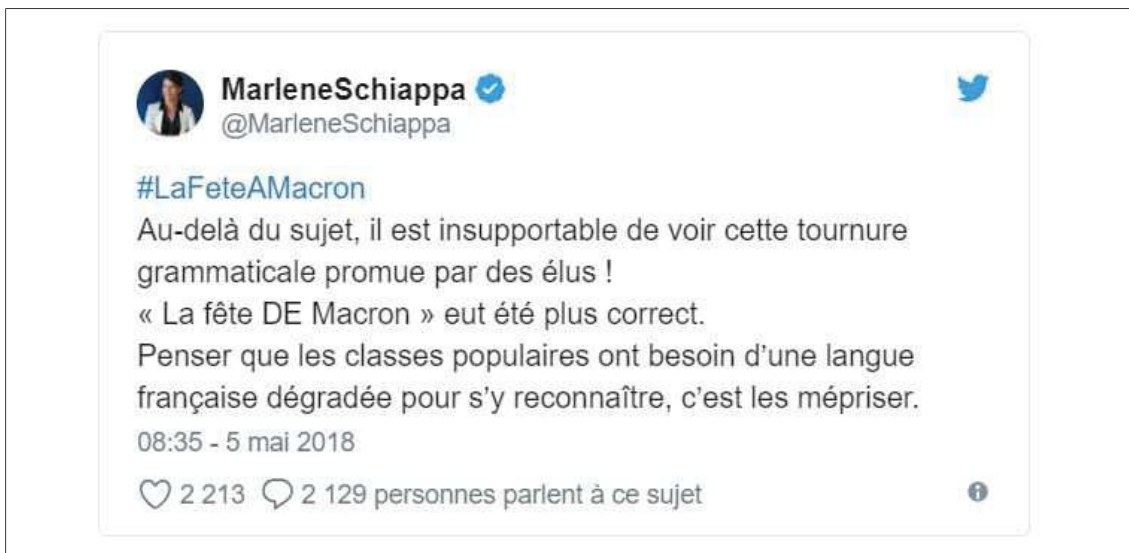 MarleneSchiappa
@MarleneSchiappa
#LaFeteAMacron
Au-delà du sujet, il est insupportable de voir cette tournure
grammaticale promue par des élus !
« La fête DE Macron » eut été plus correct.
Penser que les classes populaires ont besoin d’une langue
française dégradée pour s’y reconnaître, c’est les mépriser.
08:35 - 5 mai 2018
2 213 2 129 personnes parlent à ce sujet